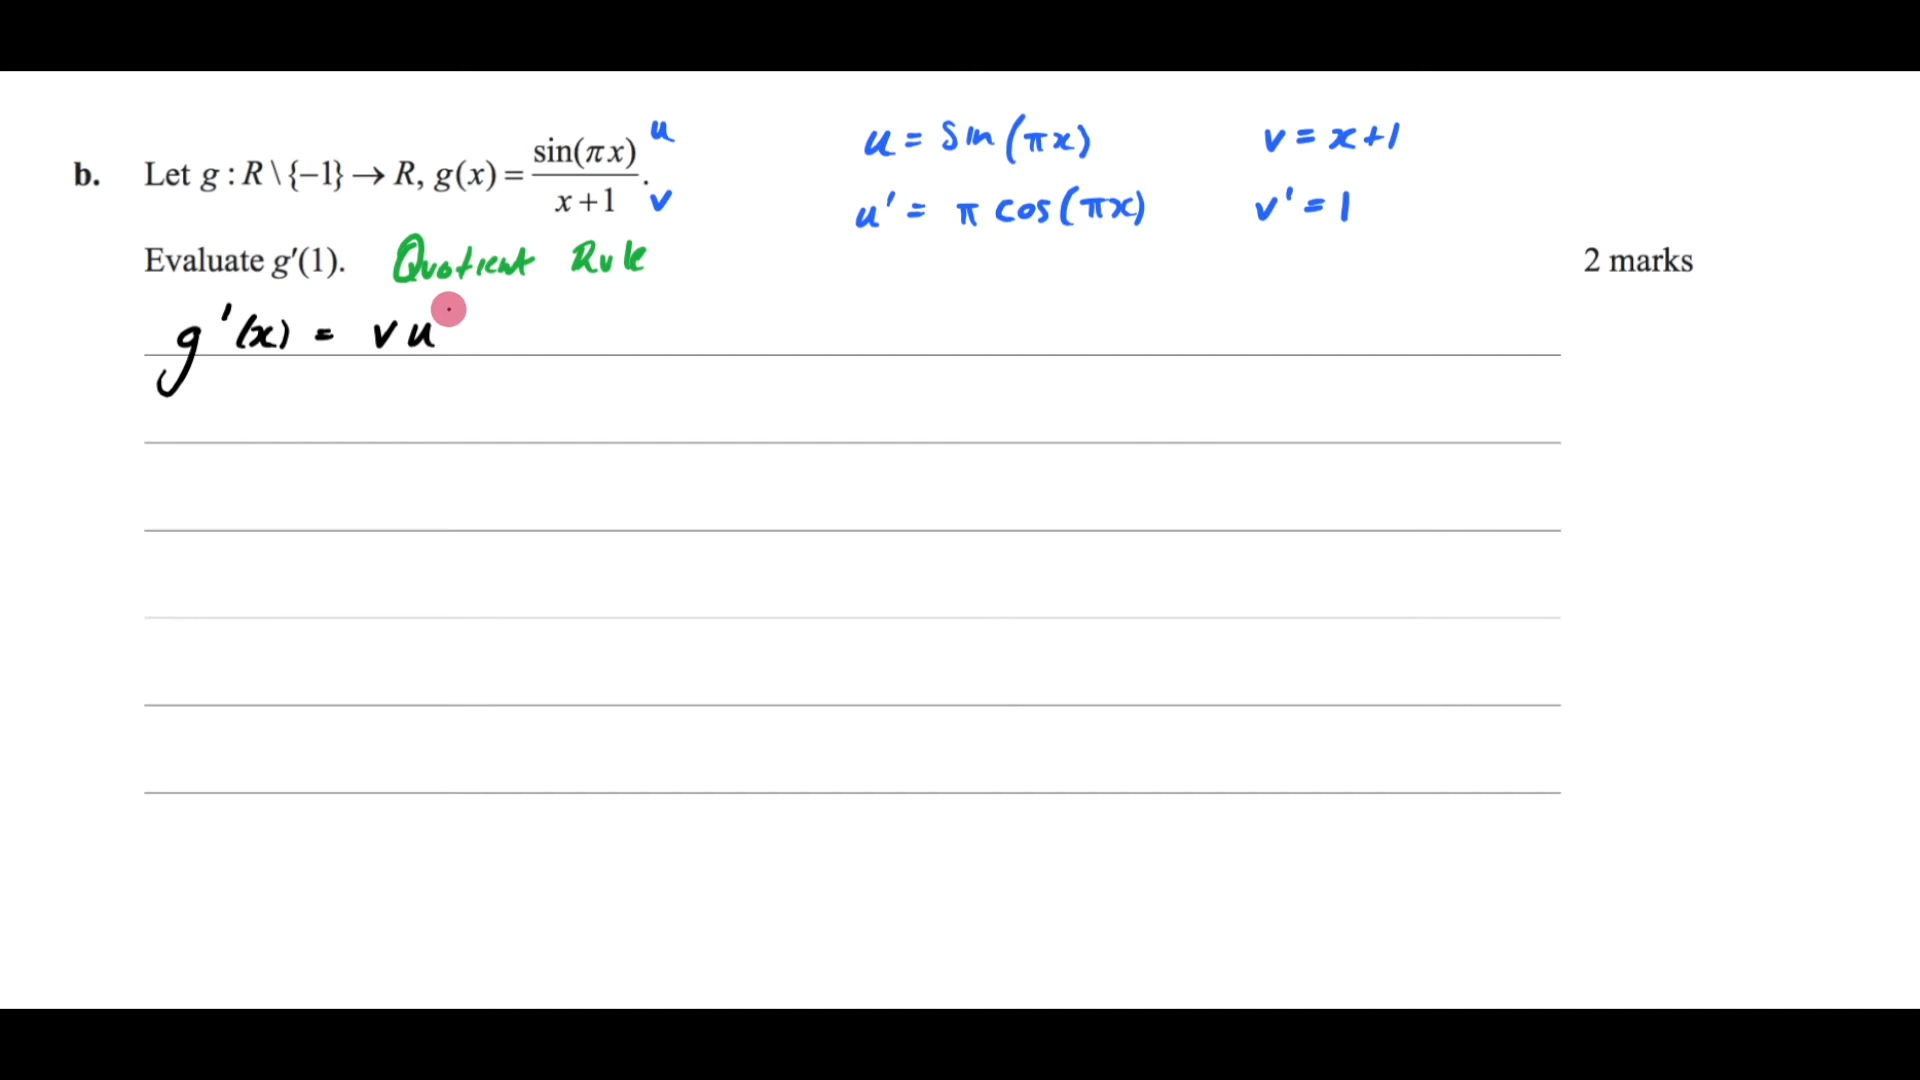 b. Let g : R \ {−1} → R, g(x) = sin(πx) / x + 1 . u v
u = Sin(πx) v = x+1
u' = π cos(πx) v' = 1
Evaluate g′(1). Quotient Rule 2 marks
g'(x) = vu